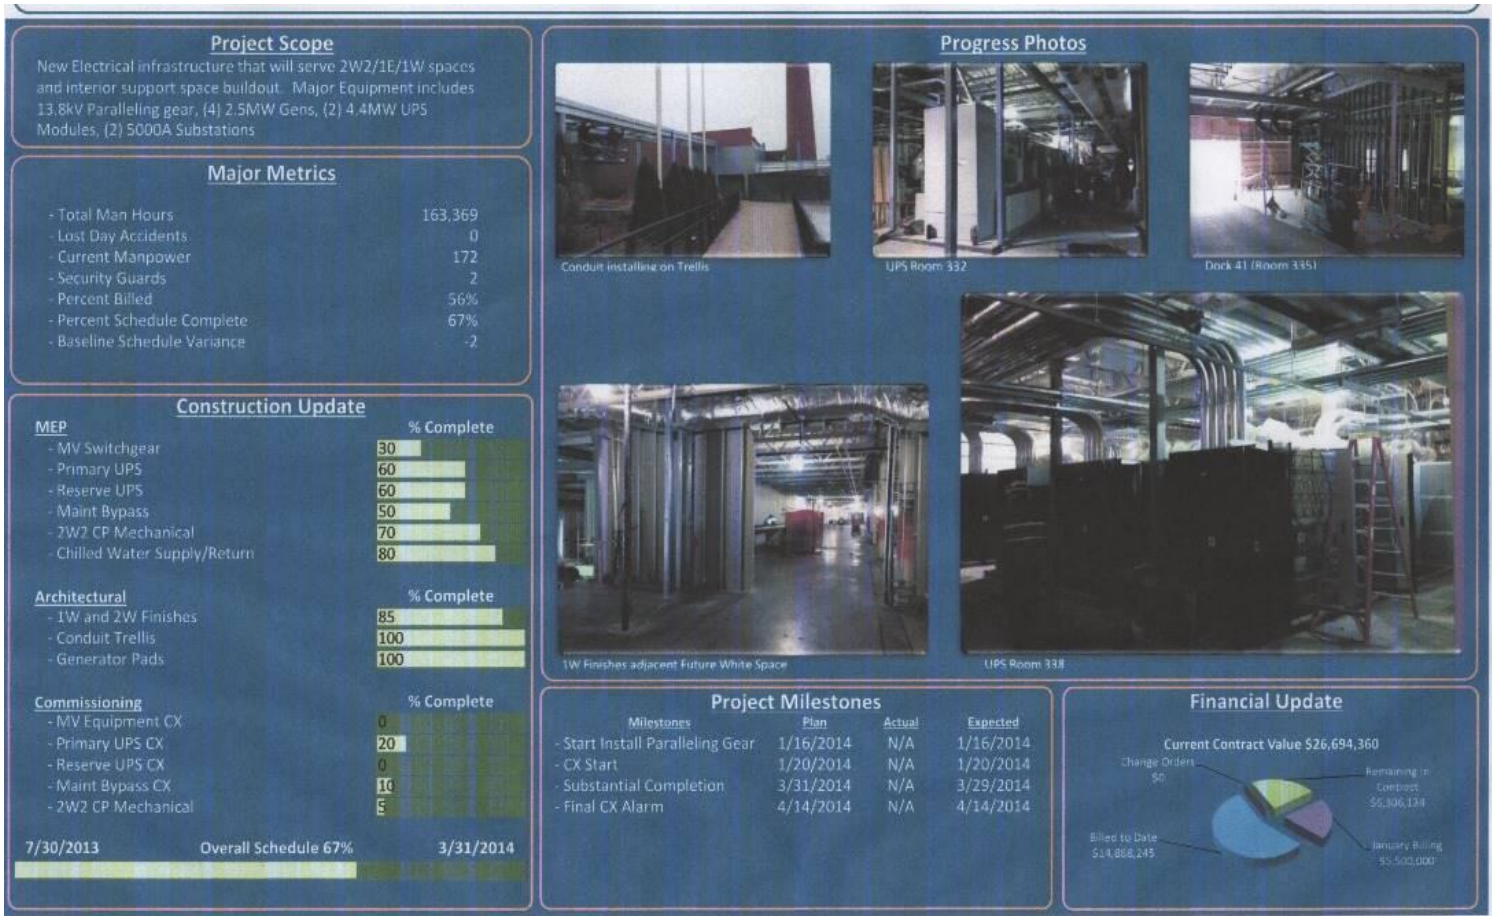 Project Scope
New Electrical infrastructure that will serve 2W2/1E/1W spaces
and interior support space buildout. Major Equipment includes
13.8kV Paralleling gear, (4) 2.5MW Gens, (2) 4.4MW UPS
Modules, (2) 5000A Substations
Major Metrics
- Total Man Hours 163,369
- Lost Day Accidents 0
- Current Manpower 172
- Security Guards 2
- Percent Billed 56%
- Percent Schedule Complete 67%
- Baseline Schedule Variance -2
Construction Update
MEP % Complete
- MV Switchgear 30
- Primary UPS 60
- Reserve UPS 60
- Maint Bypass 50
- 2W2 CP Mechanical 70
- Chilled Water Supply/Return 80
Architectural % Complete
- 1W and 2W Finishes 85
- Conduit Trellis 100
- Generator Pads 100
Commissioning % Complete
- MV Equipment CX 0
- Primary UPS CX 20
- Reserve UPS CX 0
- Maint Bypass CX 10
- 2W2 CP Mechanical 5
7/30/2013 Overall Schedule 67% 3/31/2014
Progress Photos
Conduit installing on Trellis
UPS Room 332
Dock 41 (Room 335)
1W Finishes adjacent Future White Space
UPS Room 338
Project Milestones
Milestones Plan Actual Expected
- Start Install Paralleling Gear 1/16/2014 N/A 1/16/2014
- CX Start 1/20/2014 N/A 1/20/2014
- Substantial Completion 3/31/2014 N/A 3/29/2014
- Final CX Alarm 4/14/2014 N/A 4/14/2014
Financial Update
Current Contract Value $26,694,360
Change Orders
$0
Remaining in
Contract
Billed to Date
January Billing
$5,500,000